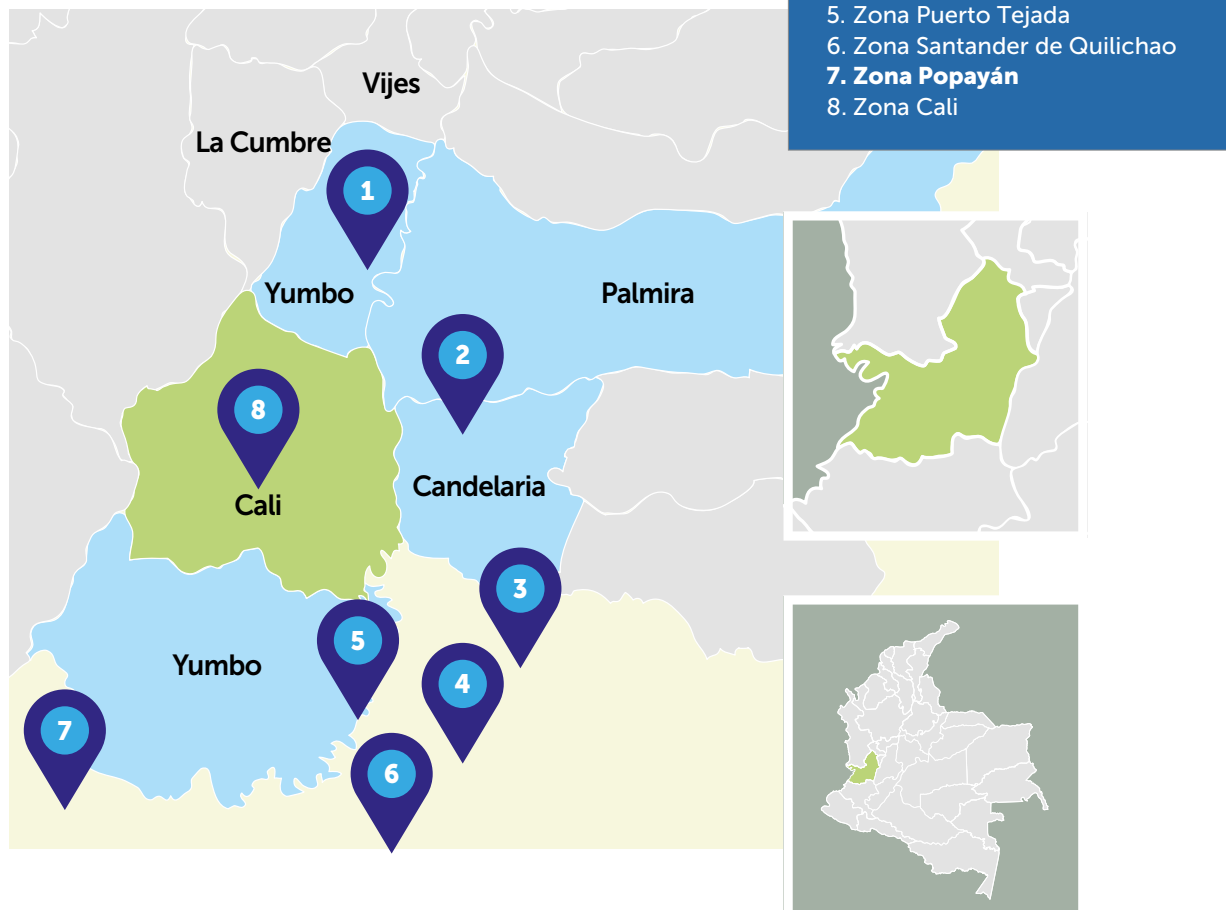 5. Zona Puerto Tejada
6. Zona Santander de Quilichao
7. Zona Popayán
8. Zona Cali
Vijes
La Cumbre
1
Yumbo
Palmira
2
8
Candelaria
Cali
3
5
Yumbo
4
7
6